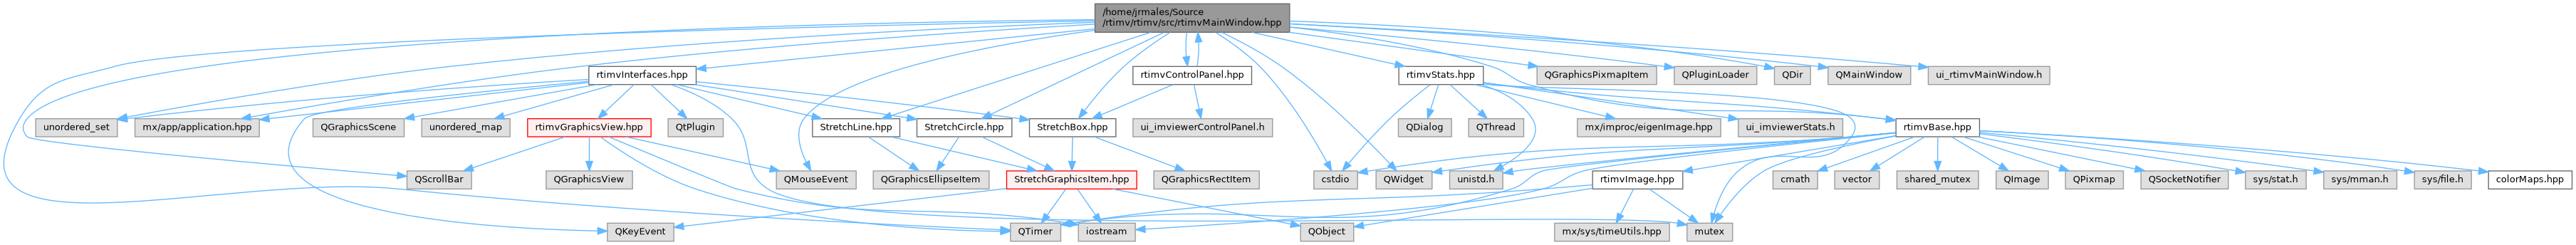 /home/jrmales/Source
/rtimv/rtimv/src/rtimvMainWindow.hpp
rtimvInterfaces.hpp
rtimvControlPanel.hpp
rtimvStats.hpp
QGraphicsPixmapItem
QPluginLoader
QDir
QMainWindow
ui_rtimvMainWindow.h
unordered_set
mx/app/application.hpp
QGraphicsScene
unordered_map
rtimvGraphicsView.hpp
QtPlugin
StretchLine.hpp
StretchCircle.hpp
StretchBox.hpp
ui_imviewerControlPanel.h
QDialog
QThread
mx/improc/eigenImage.hpp
ui_imviewerStats.h
rtimvBase.hpp
QScrollBar
QGraphicsView
QMouseEvent
QGraphicsEllipseItem
StretchGraphicsItem.hpp
QGraphicsRectItem
cstdio
QWidget
unistd.h
rtimvImage.hpp
cmath
vector
shared_mutex
QImage
QPixmap
QSocketNotifier
sys/stat.h
sys/mman.h
sys/file.h
colorMaps.hpp
QKeyEvent
QTimer
iostream
QObject
mx/sys/timeUtils.hpp
mutex